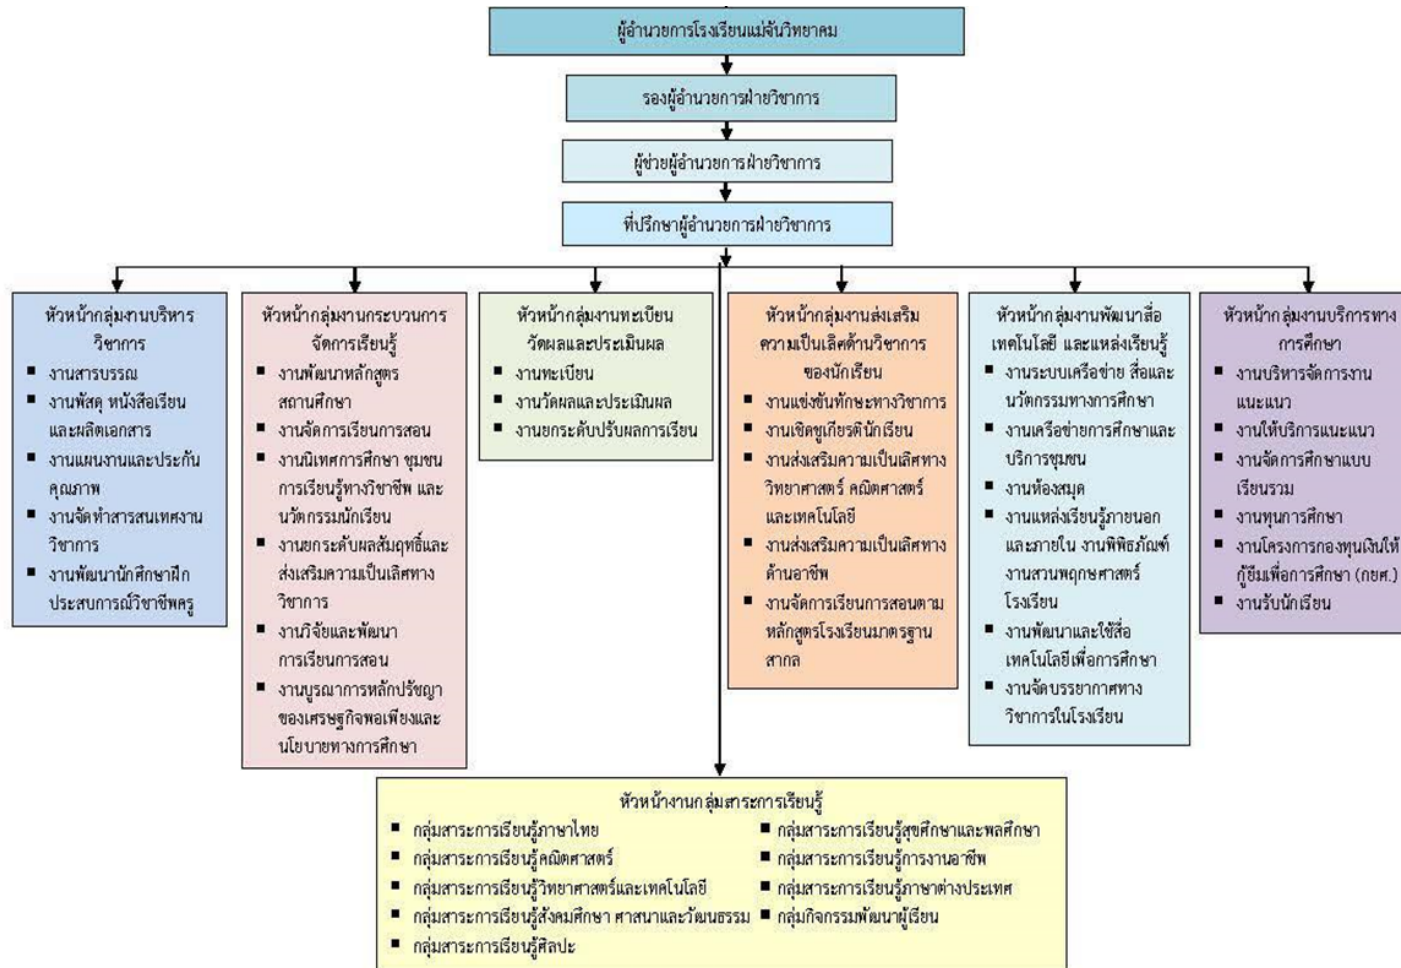 ผู้อำนวยการโรงเรียนแม่จันวิทยาคม
รองผู้อำนวยการฝ่ายวิชาการ
ผู้ช่วยผู้อำนวยการฝ่ายวิชาการ
ที่ปรึกษาผู้อำนวยการฝ่ายวิชาการ
หัวหน้ากลุ่มงานบริหาร
วิชาการ
■ งานสารบรรณ
■ งานพัสดุ หนังสือเรียน
และผลิตเอกสาร
■ งานแผนงานและประกัน
คุณภาพ
■ งานจัดทำสารสนเทศงาน
วิชาการ
■ งานพัฒนานักศึกษาฝึก
ประสบการณ์วิชาชีพครู
หัวหน้ากลุ่มงานกระบวนการ
จัดการเรียนรู้
■ งานพัฒนาหลักสูตร
สถานศึกษา
■ งานจัดการเรียนการสอน
■ งานนิเทศการศึกษา ชุมชน
การเรียนรู้ทางวิชาชีพ และ
นวัตกรรมนักเรียน
■ งานยกระดับผลสัมฤทธิ์และ
ส่งเสริมความเป็นเลิศทาง
วิชาการ
■ งานวิจัยและพัฒนา
การเรียนการสอน
■ งานบูรณาการหลักปรัชญา
ของเศรษฐกิจพอเพียงและ
นโยบายทางการศึกษา
หัวหน้ากลุ่มงานทะเบียน
วัดผลและประเมินผล
■ งานทะเบียน
■ งานวัดผลและประเมินผล
■ งานยกระดับปรับผลการเรียน
หัวหน้ากลุ่มงานส่งเสริม
ความเป็นเลิศด้านวิชาการ
ของนักเรียน
■ งานแข่งขันทักษะทางวิชาการ
■ งานเชิดชูเกียรตินักเรียน
■ งานส่งเสริมความเป็นเลิศทาง
วิทยาศาสตร์ คณิตศาสตร์
และเทคโนโลยี
■ งานส่งเสริมความเป็นเลิศทาง
ด้านอาชีพ
■ งานจัดการเรียนการสอนตาม
หลักสูตรโรงเรียนมาตรฐาน
สากล
หัวหน้ากลุ่มงานพัฒนาสื่อ
เทคโนโลยี และแหล่งเรียนรู้
■ งานระบบเครือข่าย สื่อและ
นวัตกรรมทางการศึกษา
■ งานเครือข่ายการศึกษาและ
บริการชุมชน
■ งานห้องสมุด
■ งานแหล่งเรียนรู้ภายนอก
และภายใน งานพิพิธภัณฑ์
งานสวนพฤกษศาสตร์
โรงเรียน
■ งานพัฒนาและใช้สื่อ
เทคโนโลยีเพื่อการศึกษา
■ งานจัดบรรยากาศทาง
วิชาการในโรงเรียน
หัวหน้ากลุ่มงานบริการทาง
การศึกษา
■ งานบริหารจัดการงาน
แนะแนว
■ งานให้บริการแนะแนว
■ งานจัดการศึกษาแบบ
เรียนรวม
■ งานทุนการศึกษา
■ งานโครงการกองทุนเงินให้
กู้ยืมเพื่อการศึกษา (กยศ.)
■ งานรับนักเรียน
หัวหน้างานกลุ่มสาระการเรียนรู้
■ กลุ่มสาระการเรียนรู้ภาษาไทย
■ กลุ่มสาระการเรียนรู้คณิตศาสตร์
■ กลุ่มสาระการเรียนรู้วิทยาศาสตร์และเทคโนโลยี
■ กลุ่มสาระการเรียนรู้สังคมศึกษา ศาสนาและวัฒนธรรม
■ กลุ่มสาระการเรียนรู้ศิลปะ
■ กลุ่มสาระการเรียนรู้สุขศึกษาและพลศึกษา
■ กลุ่มสาระการเรียนรู้การงานอาชีพ
■ กลุ่มสาระการเรียนรู้ภาษาต่างประเทศ
■ กลุ่มกิจกรรมพัฒนาผู้เรียน